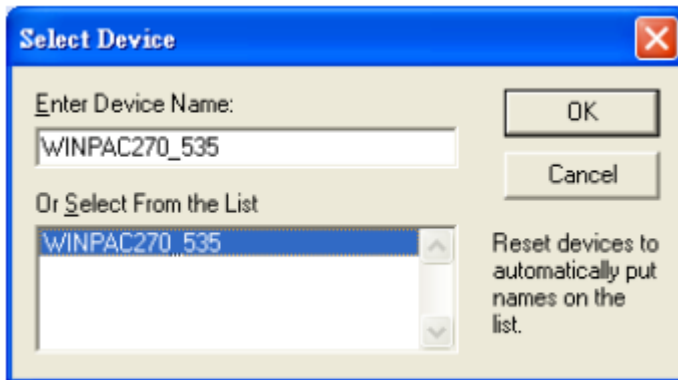 Select Device
Enter Device Name:
WINPAC270_535
OK
Cancel
Or Select From the List
WINPAC270_535
Reset devices to
automatically put
names on the
list.